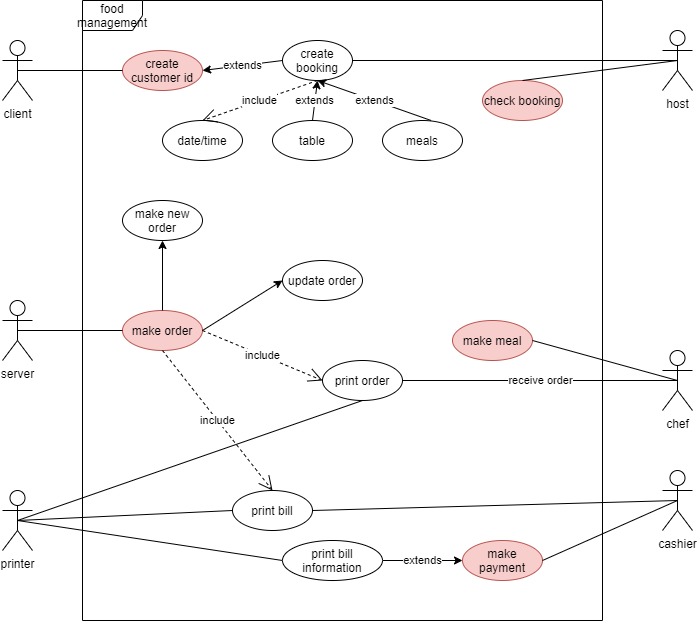 food
management
create
customer id
extends
create
booking
client
check booking
host
include
extends
extends
date/time
table
meals
make new
order
update order
make order
server
make meal
include
print order
receive order
chef
include
print bill
printer
print bill
information
extends
make
payment
cashier